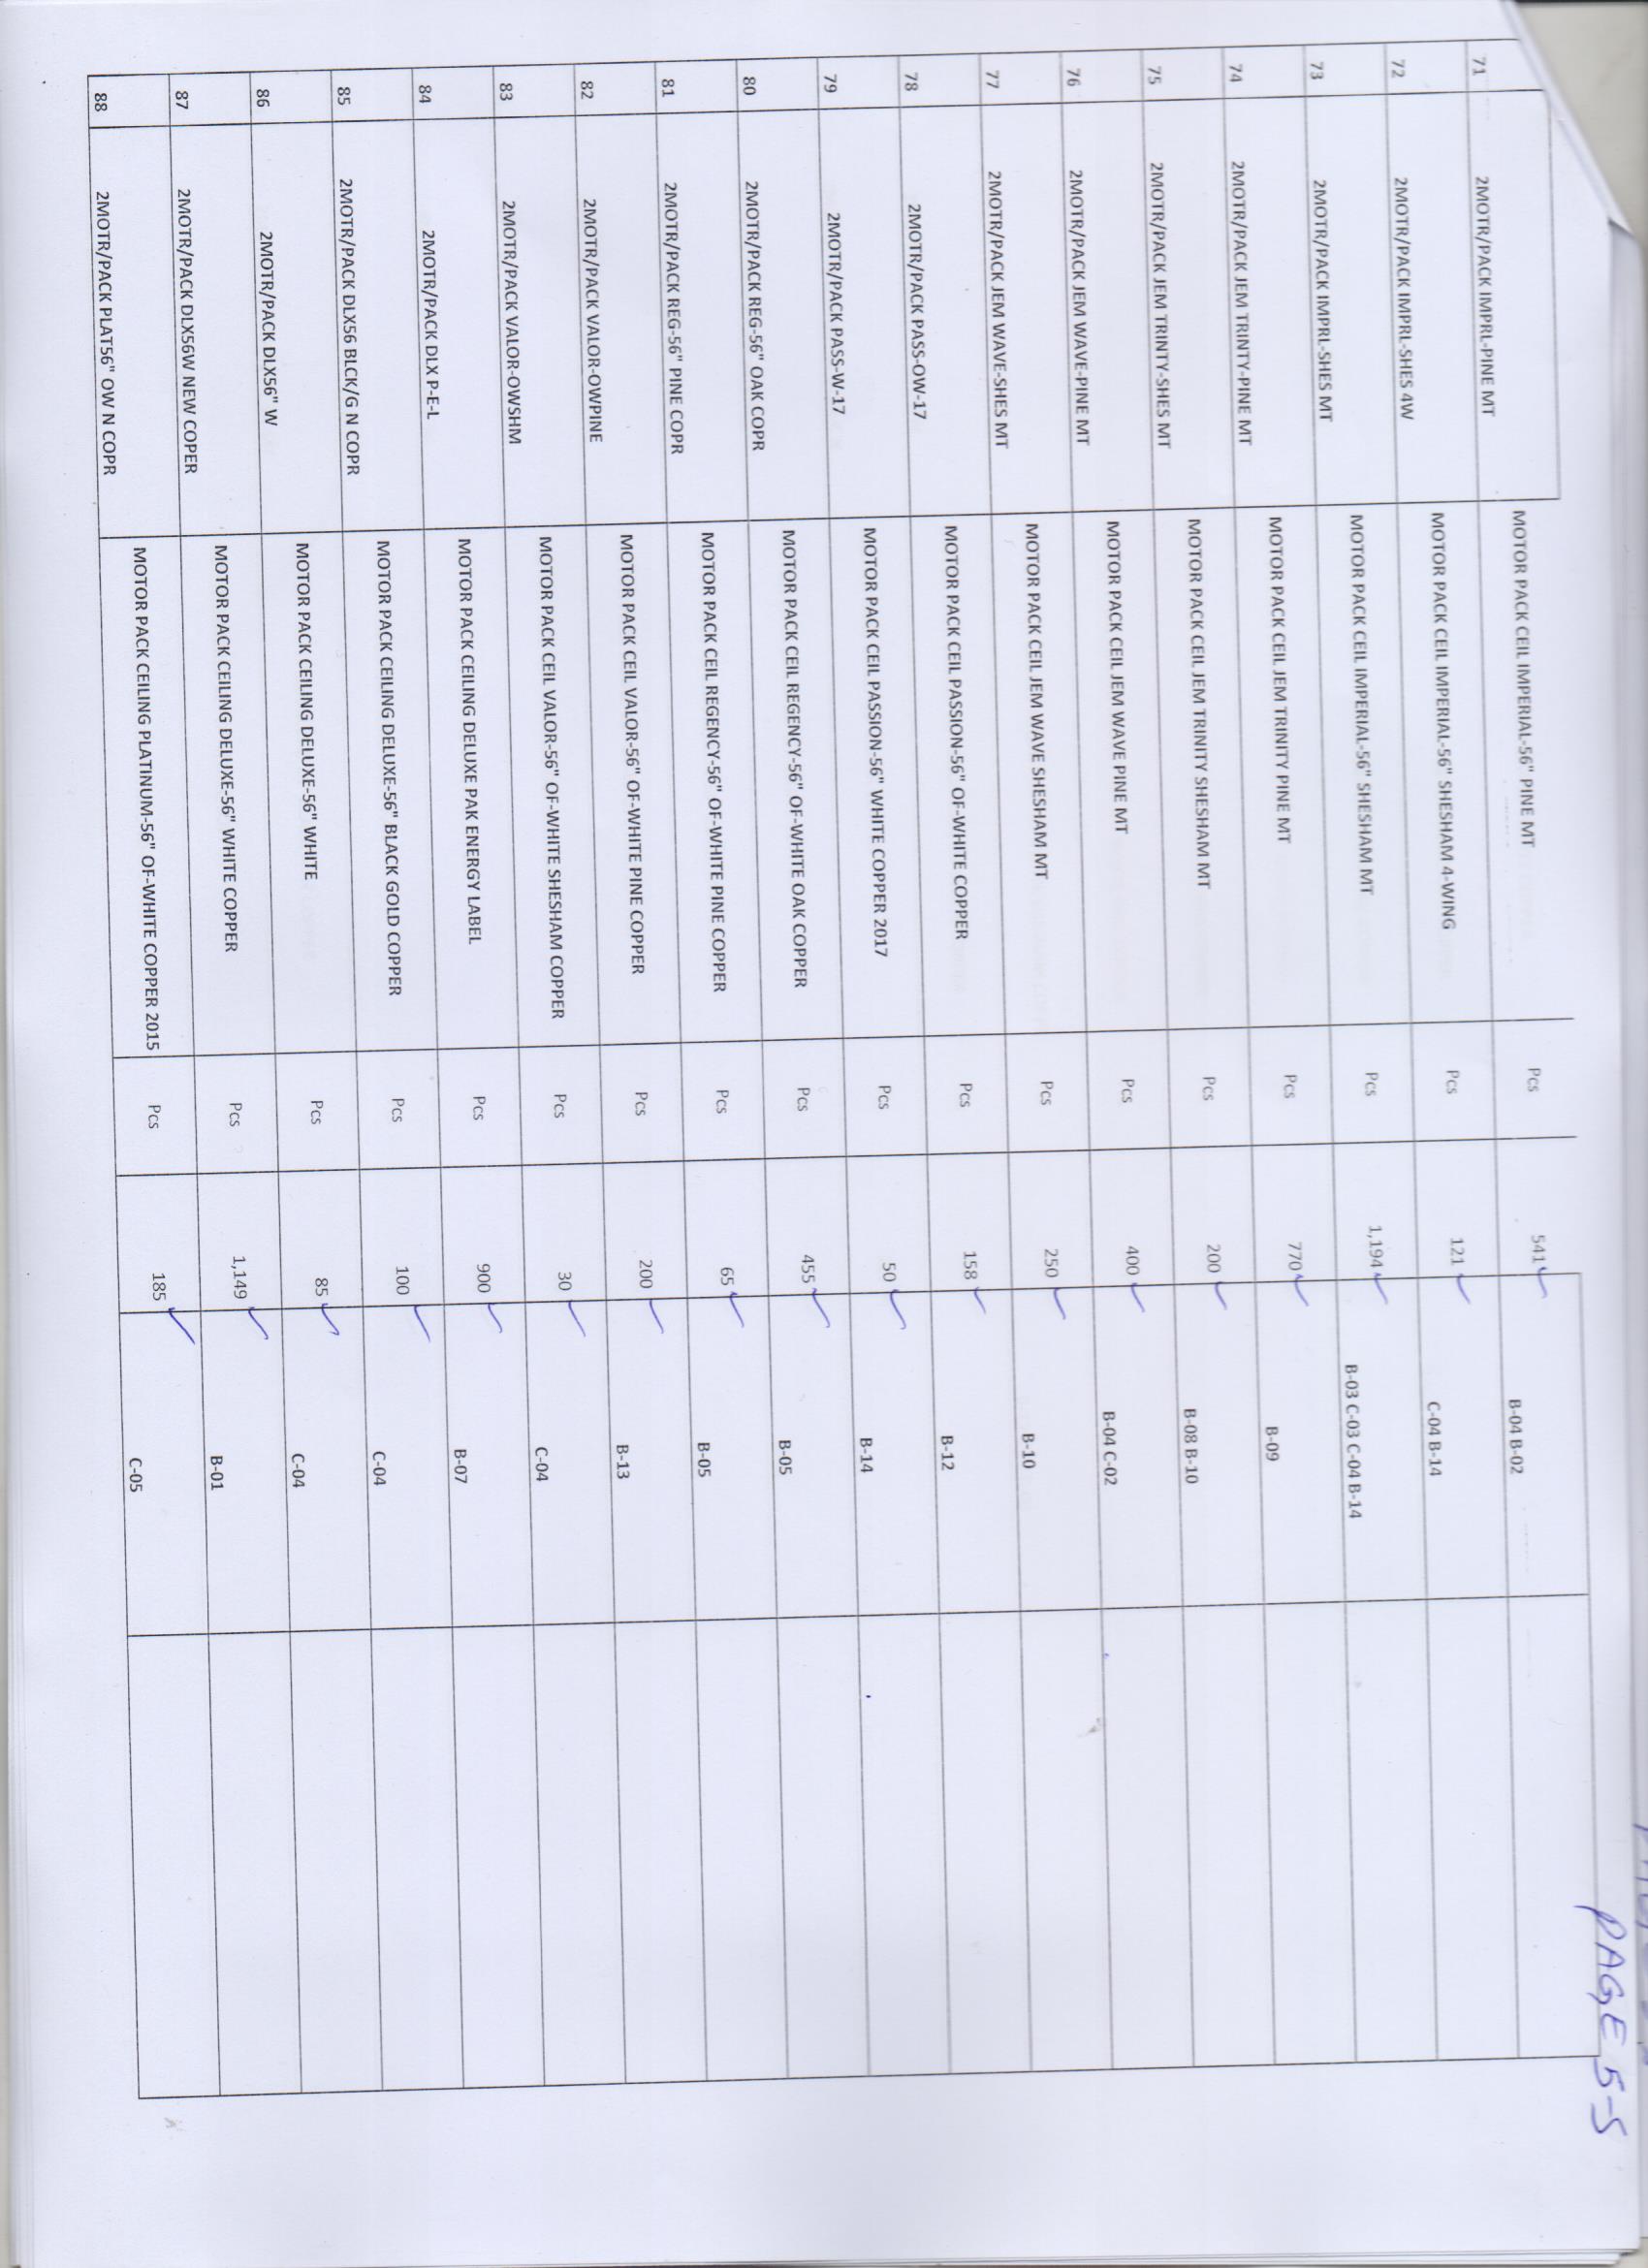 PAGE 5-S
71 2MOTR/PACK IMPRL-PINE MT MOTOR PACK CEIL IMPERIAL-56" PINE MT Pcs 541 B-04 B-02
72 2MOTR/PACK IMPRL-SHES 4W MOTOR PACK CEIL IMPERIAL-56" SHESHAM 4-WING Pcs 121 C-04 B-14
73 2MOTR/PACK IMPRL-SHES MT MOTOR PACK CEIL IMPERIAL-56" SHESHAM MT Pcs 1,194 B-03 C-03 C-04 B-14
74 2MOTR/PACK JEM TRINTY-PINE MT MOTOR PACK CEIL JEM TRINITY PINE MT Pcs 770 B-09
75 2MOTR/PACK JEM TRINTY-SHES MT MOTOR PACK CEIL JEM TRINITY SHESHAM MT Pcs 200 B-08 B-10
76 2MOTR/PACK JEM WAVE-PINE MT MOTOR PACK CEIL JEM WAVE PINE MT Pcs 400 B-04 C-02
77 2MOTR/PACK JEM WAVE-SHES MT MOTOR PACK CEIL JEM WAVE SHESHAM MT Pcs 250 B-10
78 2MOTR/PACK PASS-OW-17 MOTOR PACK CEIL PASSION-56" OF-WHITE COPPER Pcs 158 B-12
79 2MOTR/PACK PASS-W-17 MOTOR PACK CEIL PASSION-56" WHITE COPPER 2017 Pcs 50 B-14
80 2MOTR/PACK REG-56" OAK COPR MOTOR PACK CEIL REGENCY-56" OF-WHITE OAK COPPER Pcs 455 B-05
81 2MOTR/PACK REG-56" PINE COPR MOTOR PACK CEIL REGENCY-56" OF-WHITE PINE COPPER Pcs 65 B-05
82 2MOTR/PACK VALOR-OWPINE MOTOR PACK CEIL VALOR-56" OF-WHITE PINE COPPER Pcs 200 B-13
83 2MOTR/PACK VALOR-OWSHM MOTOR PACK CEIL VALOR-56" OF-WHITE SHESHAM COPPER Pcs 30 C-04
84 2MOTR/PACK DLX P-E-L MOTOR PACK CEILING DELUXE PAK ENERGY LABEL Pcs 900 B-07
85 2MOTR/PACK DLX56 BLCK/G N COPR MOTOR PACK CEILING DELUXE-56" BLACK GOLD COPPER Pcs 100 C-04
86 2MOTR/PACK DLX56" W MOTOR PACK CEILING DELUXE-56" WHITE Pcs 85 C-04
87 2MOTR/PACK DLX56W NEW COPER MOTOR PACK CEILING DELUXE-56" WHITE COPPER Pcs 1,149 B-01
88 2MOTR/PACK PLAT56" OW N COPR MOTOR PACK CEILING PLATINUM-56" OF-WHITE COPPER 2015 Pcs 185 C-05